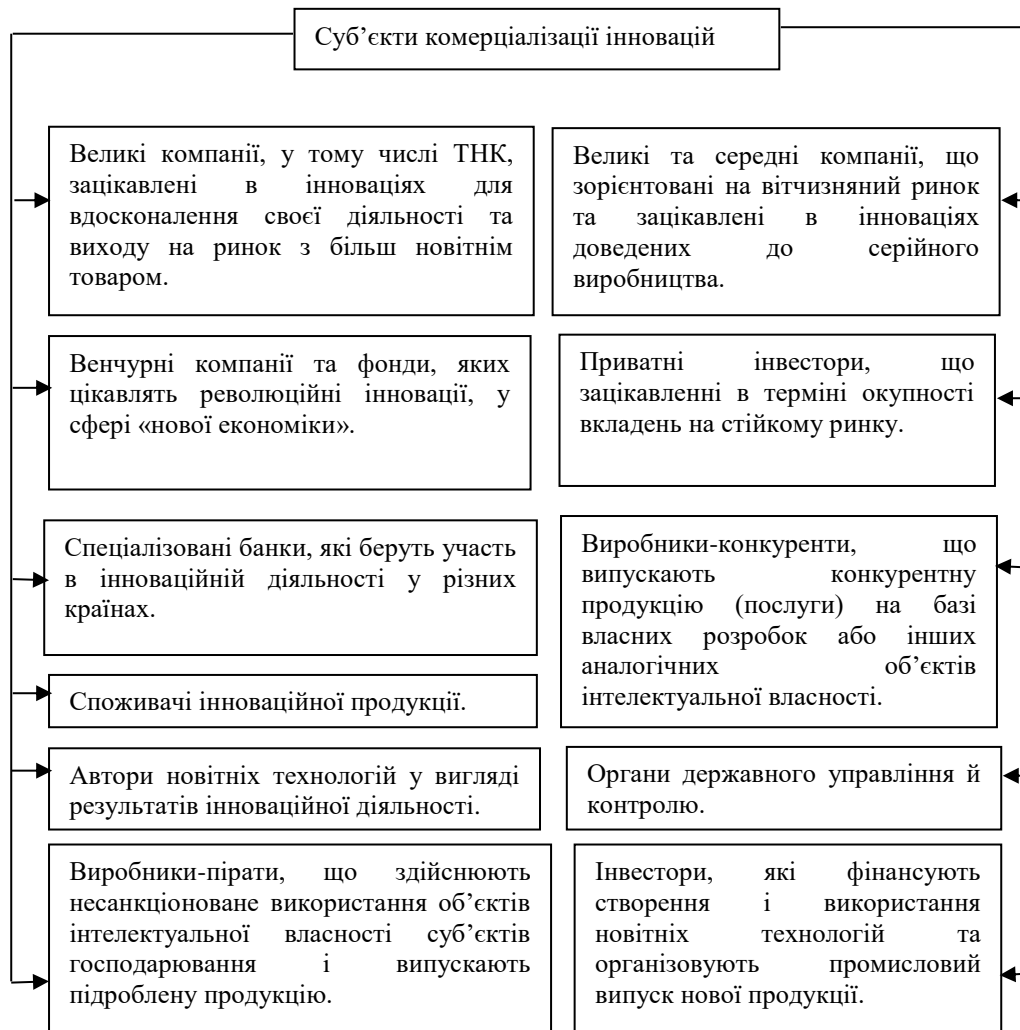 Суб’єкти комерціалізації інновацій
Великі компанії, у тому числі ТНК,
зацікавлені в інноваціях для
вдосконалення своєї діяльності та
виходу на ринок з більш новітнім
товаром.
Великі та середні компанії, що
зорієнтовані на вітчизняний ринок
та зацікавлені в інноваціях
доведених до серійного
виробництва.
Венчурні компанії та фонди, яких
цікавлять революційні інновації, у
сфері «нової економіки».
Приватні інвестори, що
зацікавленні в терміні окупності
вкладень на стійкому ринку.
Спеціалізовані банки, які беруть участь
в інноваційній діяльності у різних
країнах.
Виробники-конкуренти, що
випускають конкурентну
продукцію (послуги) на базі
власних розробок або інших
аналогічних об’єктів
інтелектуальної власності.
Споживачі інноваційної продукції.
Автори новітніх технологій у вигляді
результатів інноваційної діяльності.
Органи державного управління й
контролю.
Виробники-пірати, що здійснюють
несанкціоноване використання об’єктів
інтелектуальної власності суб’єктів
господарювання і випускають
підроблену продукцію.
Інвестори, які фінансують
створення і використання
новітніх технологій та
організовують промисловий
випуск нової продукції.